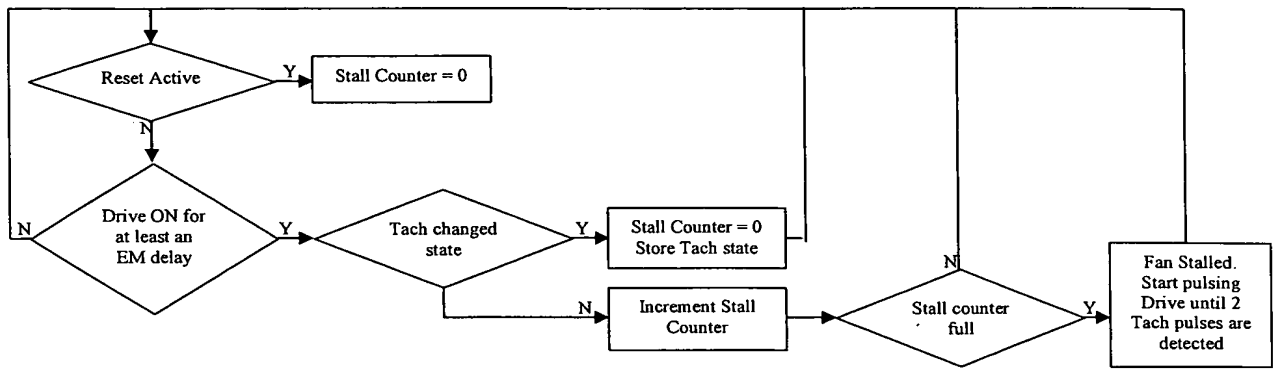 Reset Active
Y
Stall Counter = 0
N
Drive ON for
at least an
EM delay
N
Y
Tach changed
state
Y
Stall Counter = 0
Store Tach state
N
Increment Stall
Counter
N
Stall counter
full
Y
Fan Stalled.
Start pulsing
Drive until 2
Tach pulses are
detected